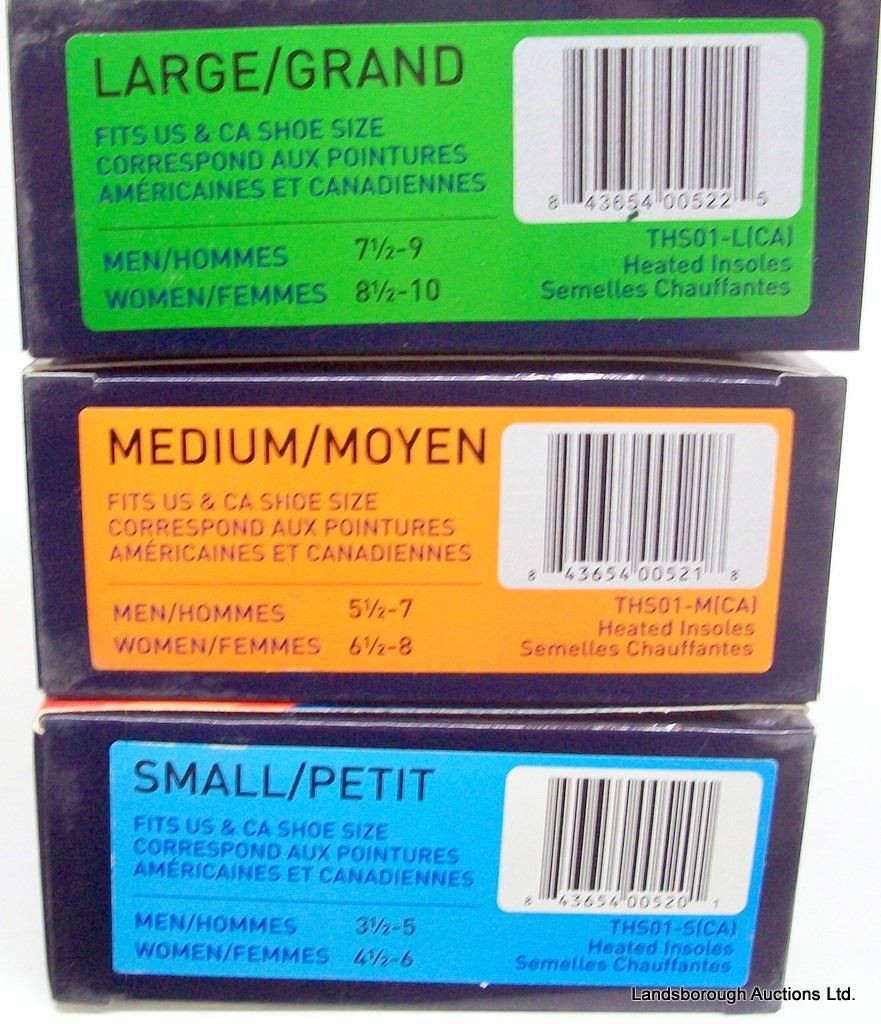 LARGE/GRAND
FITS US & CA SHOE SIZE
CORRESPOND AUX POINTURES
AMÉRICAINES ET CANADIENNES
MEN/HOMMES 7½-9
WOMEN/FEMMES 8½-10
8 43654 00522 5
THS01-L(CA)
Heated Insoles
Semelles Chauffantes
MEDIUM/MOYEN
FITS US & CA SHOE SIZE
CORRESPOND AUX POINTURES
AMÉRICAINES ET CANADIENNES
MEN/HOMMES 5½-7
WOMEN/FEMMES 6½-8
8 43654 00521 8
THS01-M(CA)
Heated Insoles
Semelles Chauffantes
SMALL/PETIT
FITS US & CA SHOE SIZE
CORRESPOND AUX POINTURES
AMÉRICAINES ET CANADIENNES
MEN/HOMMES 3½-5
WOMEN/FEMMES 4½-6
8 43654 00520 1
THS01-S(CA)
Heated Insoles
Semelles Chauffantes
Landsborough Auctions Ltd.